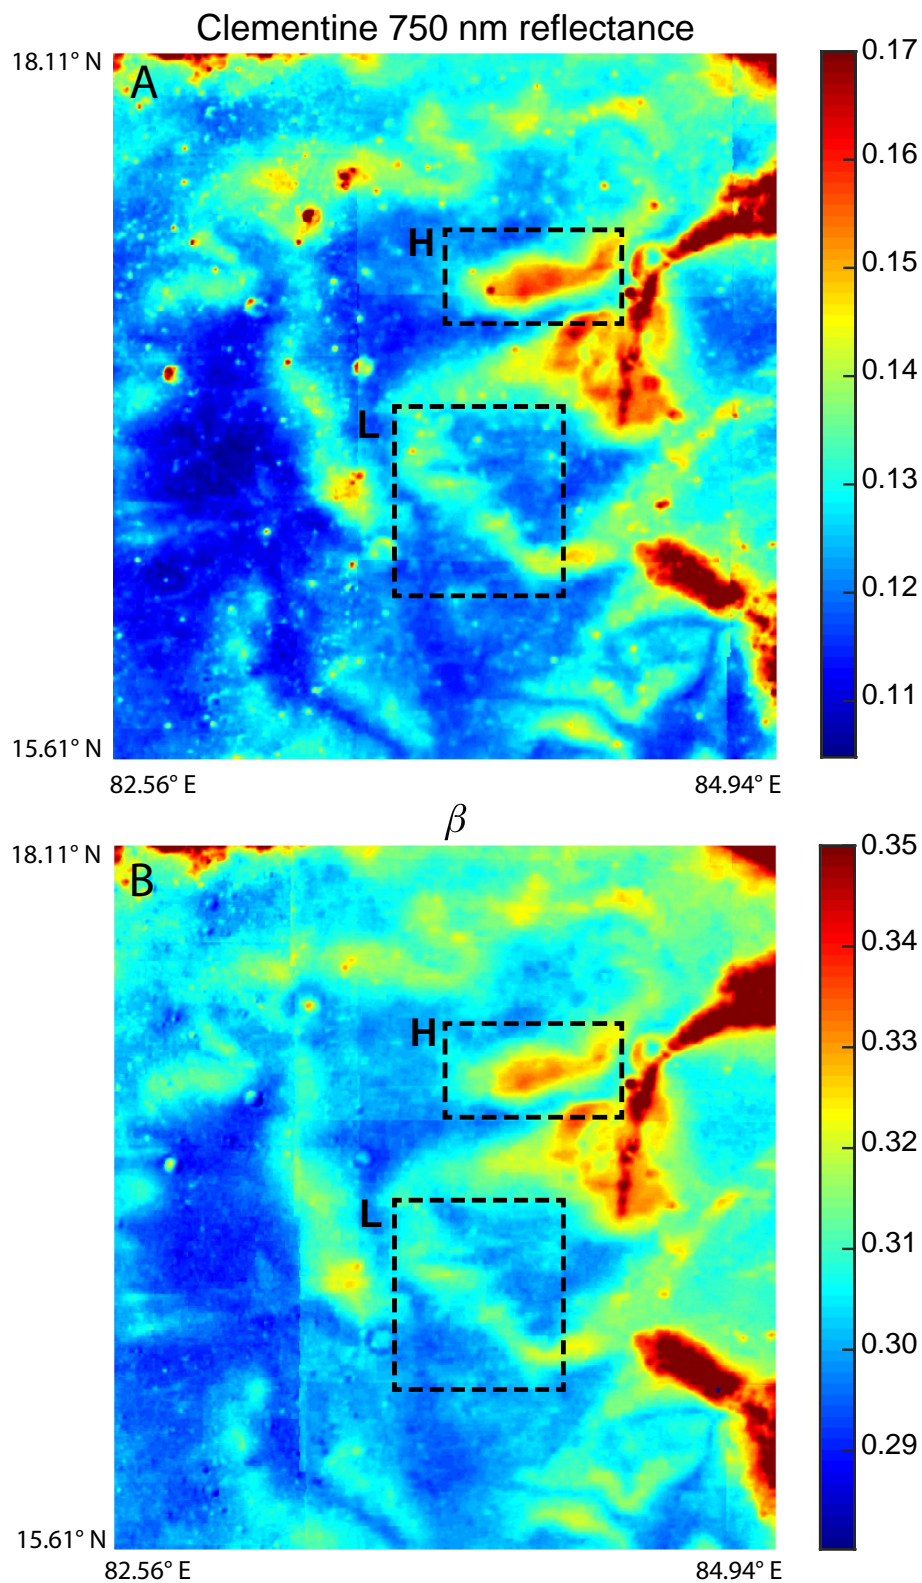 Clementine 750 nm reflectance
18.11° N
A
H
L
15.61° N
82.56° E
84.94° E
0.17
0.16
0.15
0.14
0.13
0.12
0.11
β
18.11° N
B
H
L
15.61° N
82.56° E
84.94° E
0.35
0.34
0.33
0.32
0.31
0.30
0.29